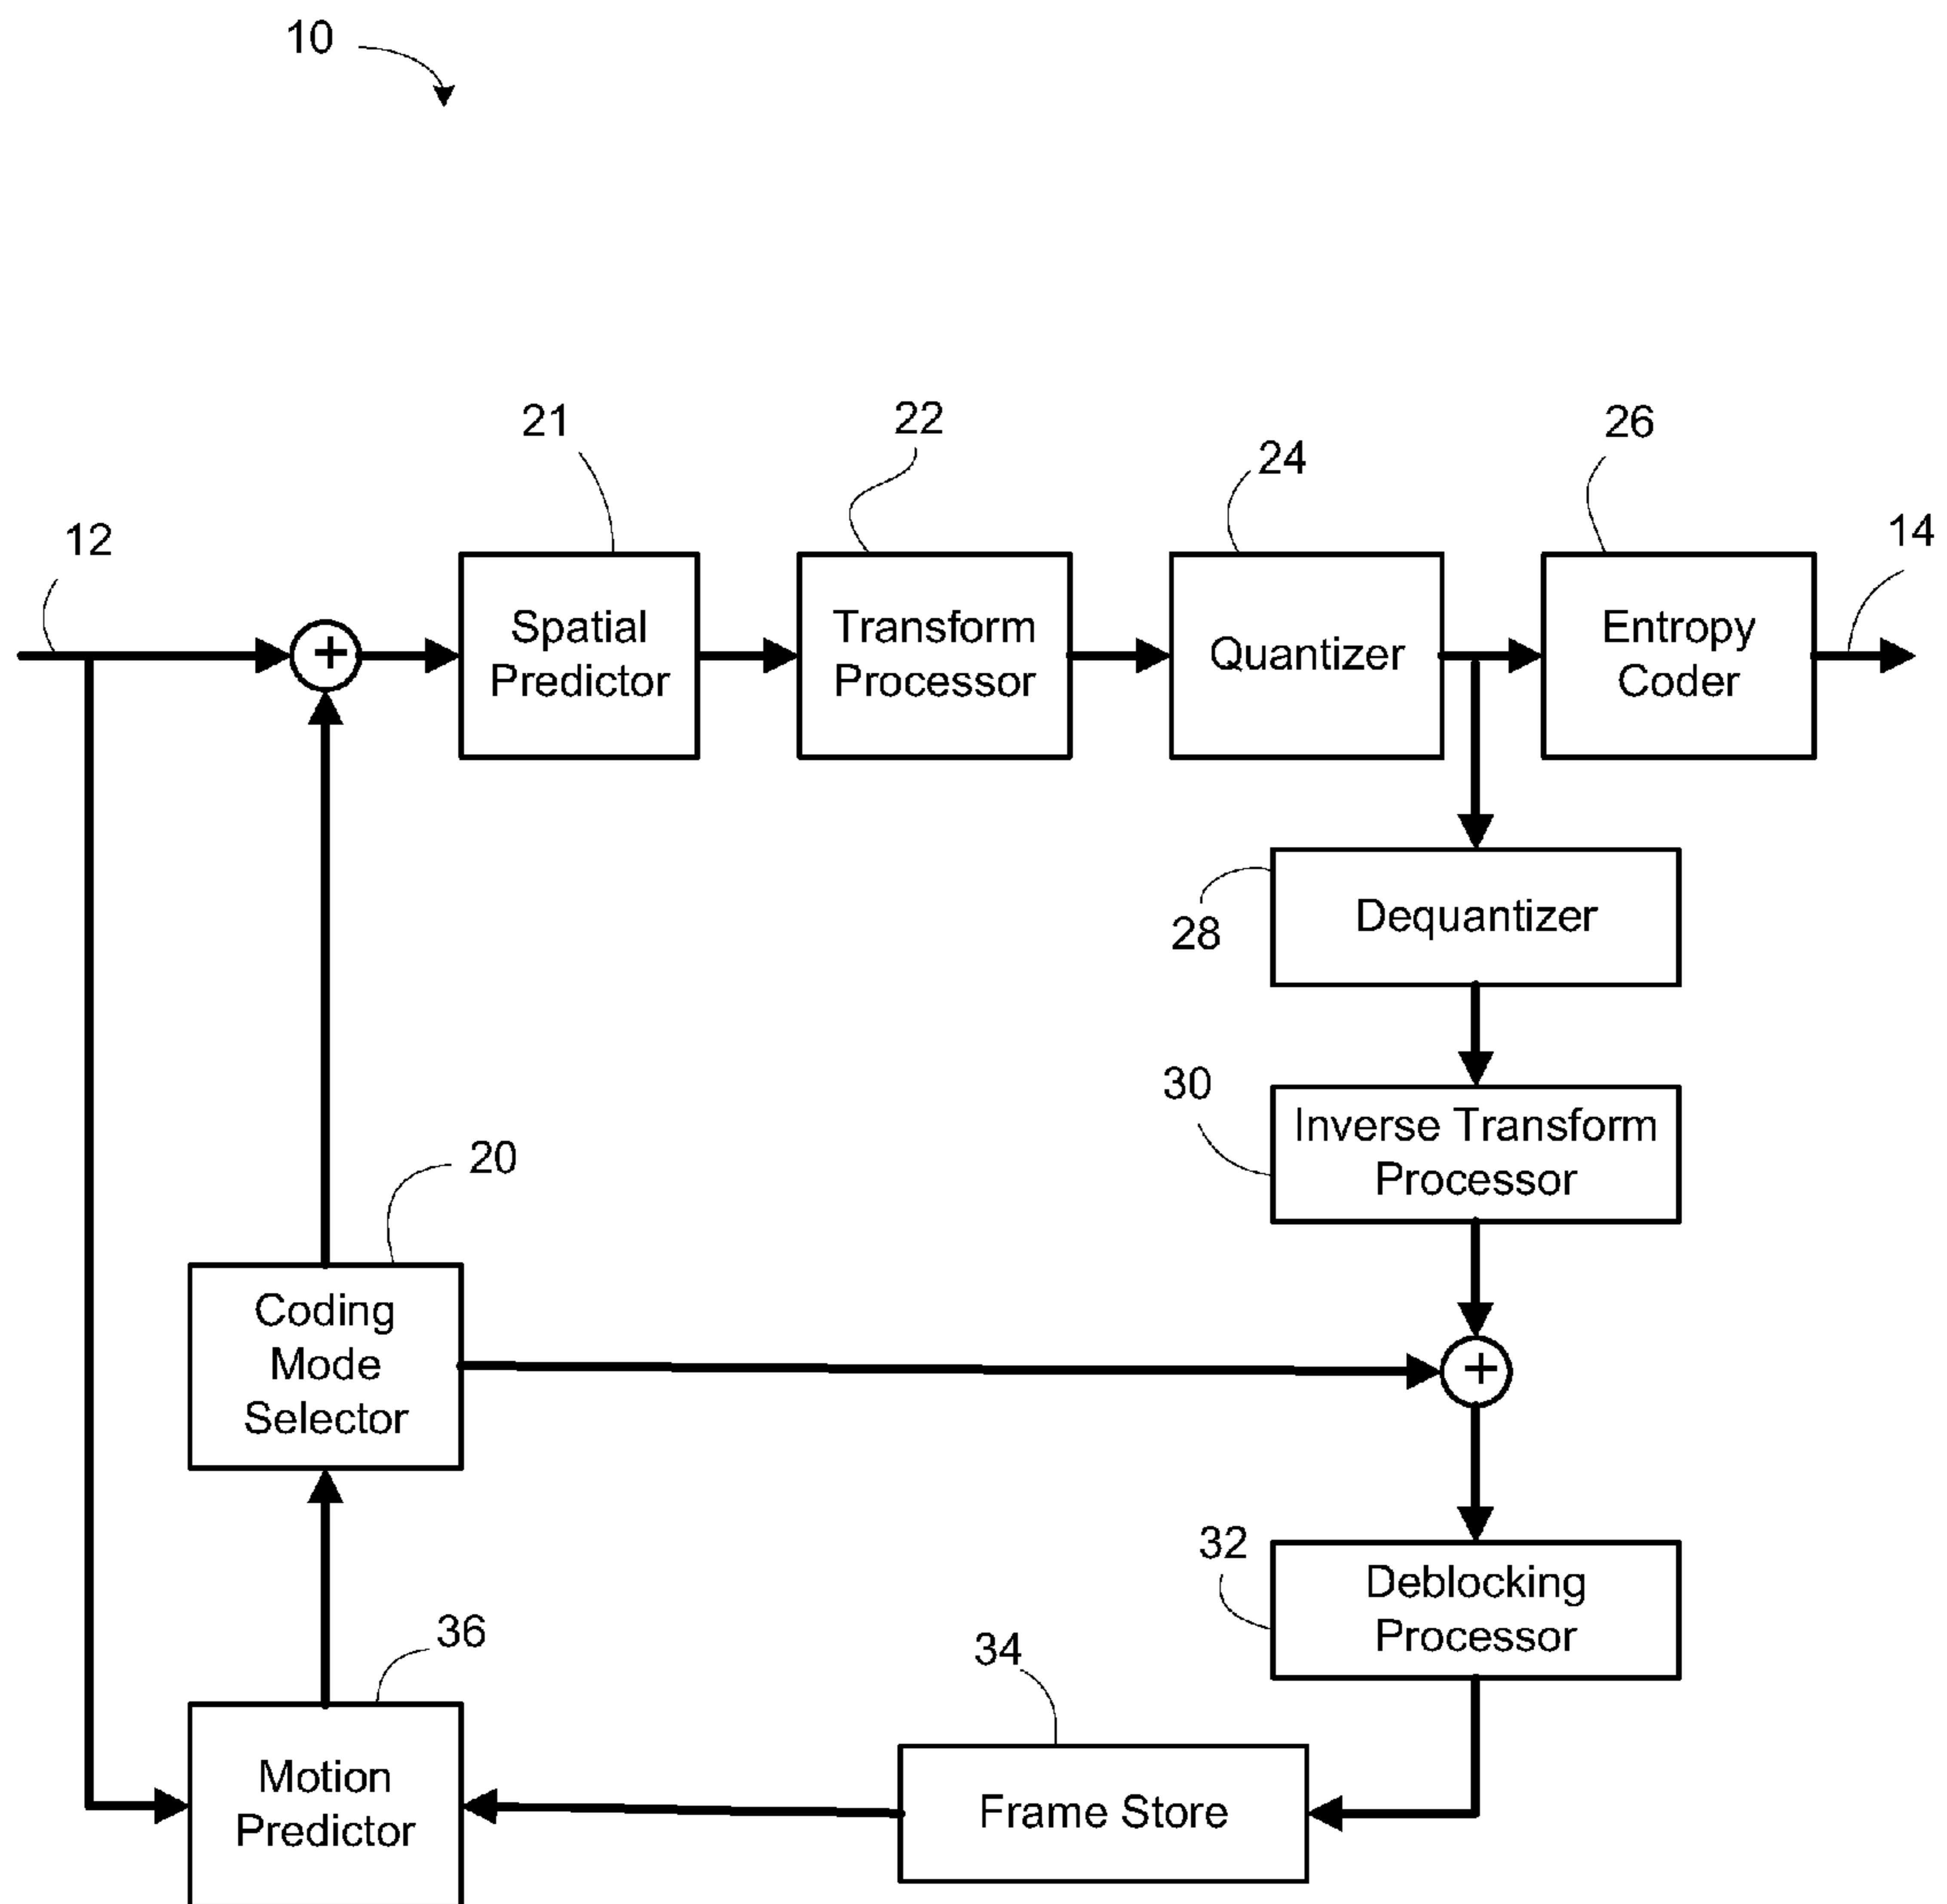 10
21
22
24
26
12
14
+
Spatial
Predictor
Transform
Processor
Quantizer
Entropy
Coder
28
Dequantizer
30
Inverse Transform
Processor
20
Coding
Mode
Selector
+
32
Deblocking
Processor
36
34
Motion
Predictor
Frame Store